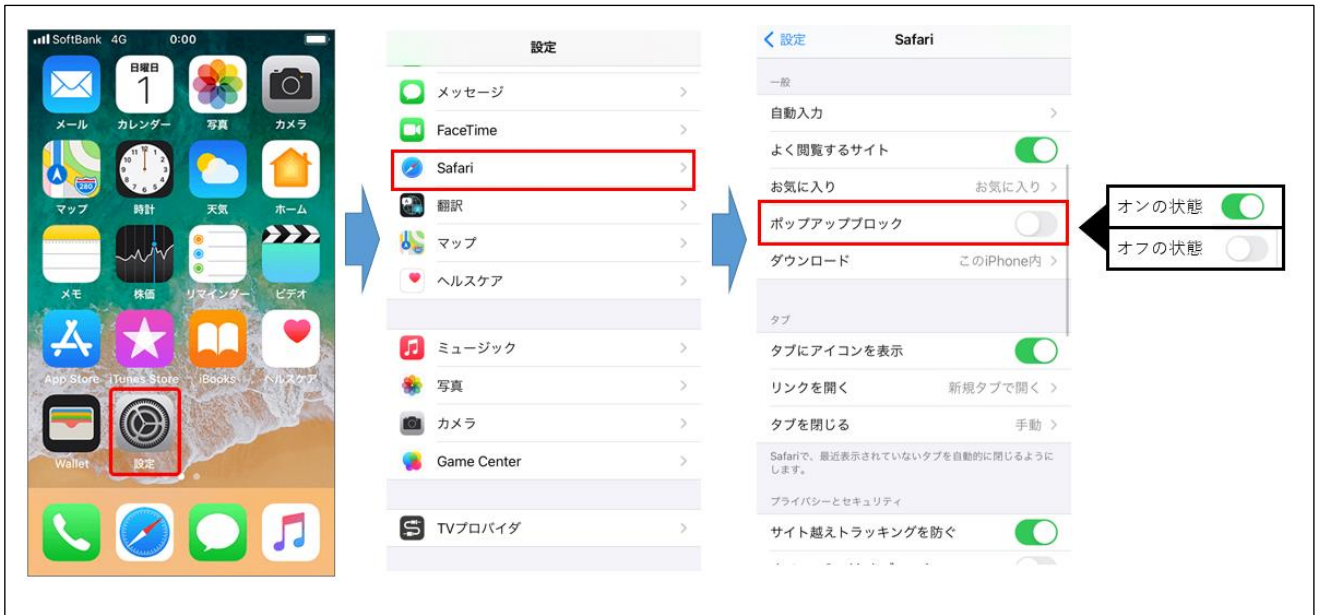 SoftBank 4G 0:00
日曜日
1
メール カレンダー 写真 カメラ
280
マップ 時計 天気 ホーム
メモ 株価 リマインダー ビデオ
App Store iTunes Store iBooks ヘルスケア
Wallet 設定
設定
メッセージ
FaceTime
Safari
翻訳
マップ
ヘルスケア
ミュージック
写真
カメラ
Game Center
TVプロバイダ
設定 Safari
一般
自動入力
よく閲覧するサイト
お気に入り お気に入り
ポップアップブロック
ダウンロード このiPhone内
タブ
タブにアイコンを表示
リンクを開く 新規タブで開く
タブを閉じる 手動
Safariで、最近表示されていないタブを自動的に閉じるように
します。
プライバシーとセキュリティ
サイト越えトラッキングを防ぐ
オンの状態
オフの状態